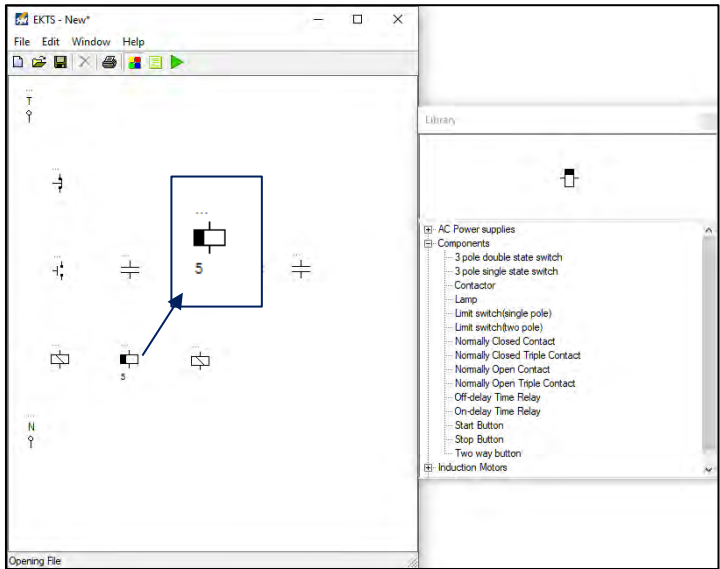 EKTS - New*
File Edit Window Help
...
T
...
...
5
...
...
...
...
...
...
5
...
N
Opening File
Library
AC Power supplies
Components
3 pole double state switch
3 pole single state switch
Contactor
Lamp
Limit switch(single pole)
Limit switch(two pole)
Normally Closed Contact
Normally Closed Triple Contact
Normally Open Contact
Normally Open Triple Contact
Off-delay Time Relay
On-delay Time Relay
Start Button
Stop Button
Two way button
Induction Motors